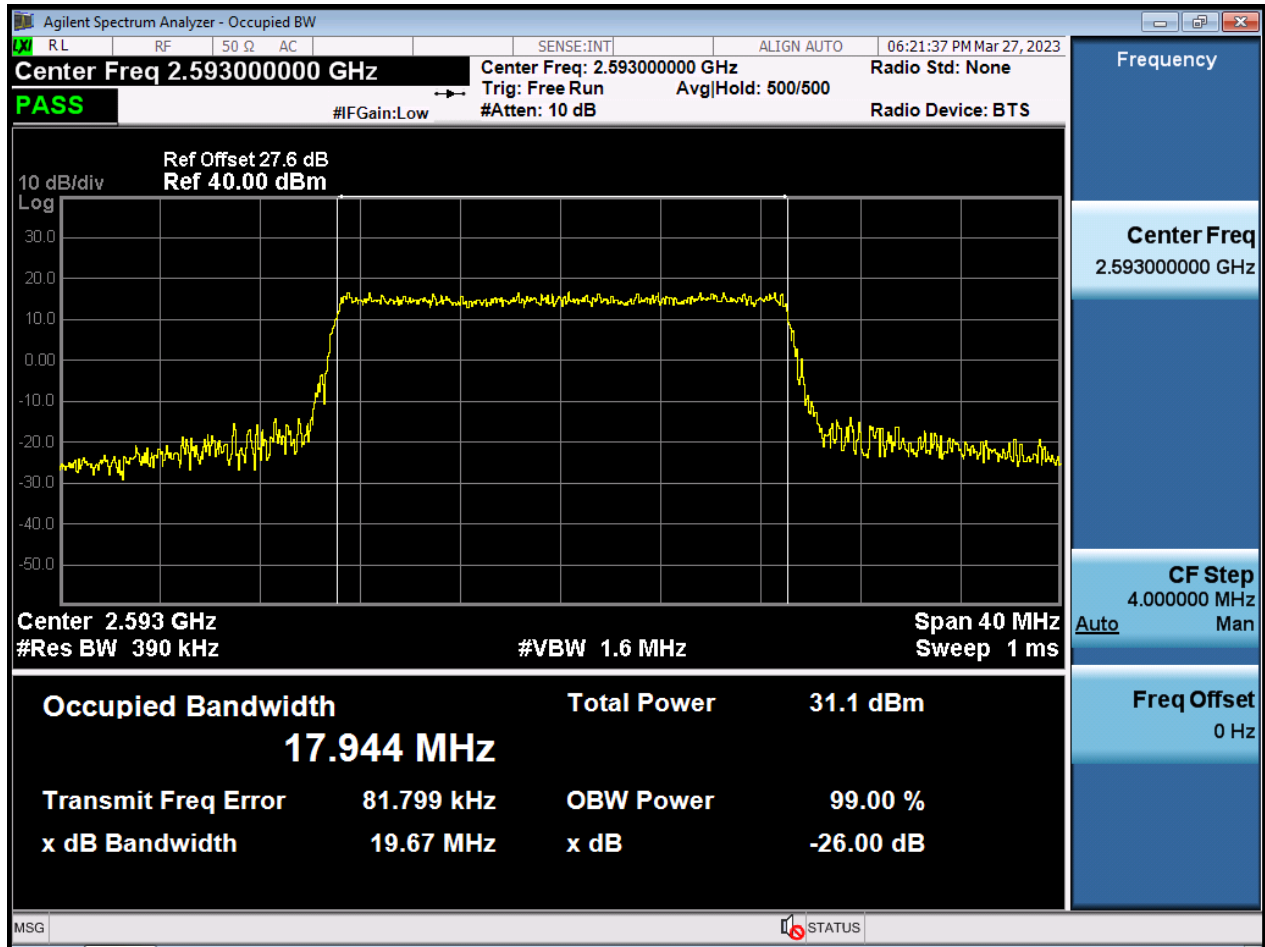 Agilent Spectrum Analyzer - Occupied BW
LXI RL RF 50 Ω AC SENSE:INT ALIGN AUTO 06:21:37 PM Mar 27, 2023
Center Freq 2.593000000 GHz
PASS
#IFGain:Low
Center Freq: 2.593000000 GHz
Trig: Free Run Avg|Hold: 500/500
#Atten: 10 dB
Radio Std: None
Radio Device: BTS
Ref Offset 27.6 dB
10 dB/div Ref 40.00 dBm
Log
30.0
20.0
10.0
0.00
-10.0
-20.0
-30.0
-40.0
-50.0
Center 2.593 GHz Span 40 MHz
#Res BW 390 kHz #VBW 1.6 MHz Sweep 1 ms
Occupied Bandwidth Total Power 31.1 dBm
17.944 MHz
Transmit Freq Error 81.799 kHz OBW Power 99.00 %
x dB Bandwidth 19.67 MHz x dB -26.00 dB
Frequency
Center Freq
2.593000000 GHz
CF Step
4.000000 MHz
Auto Man
Freq Offset
0 Hz
MSG STATUS